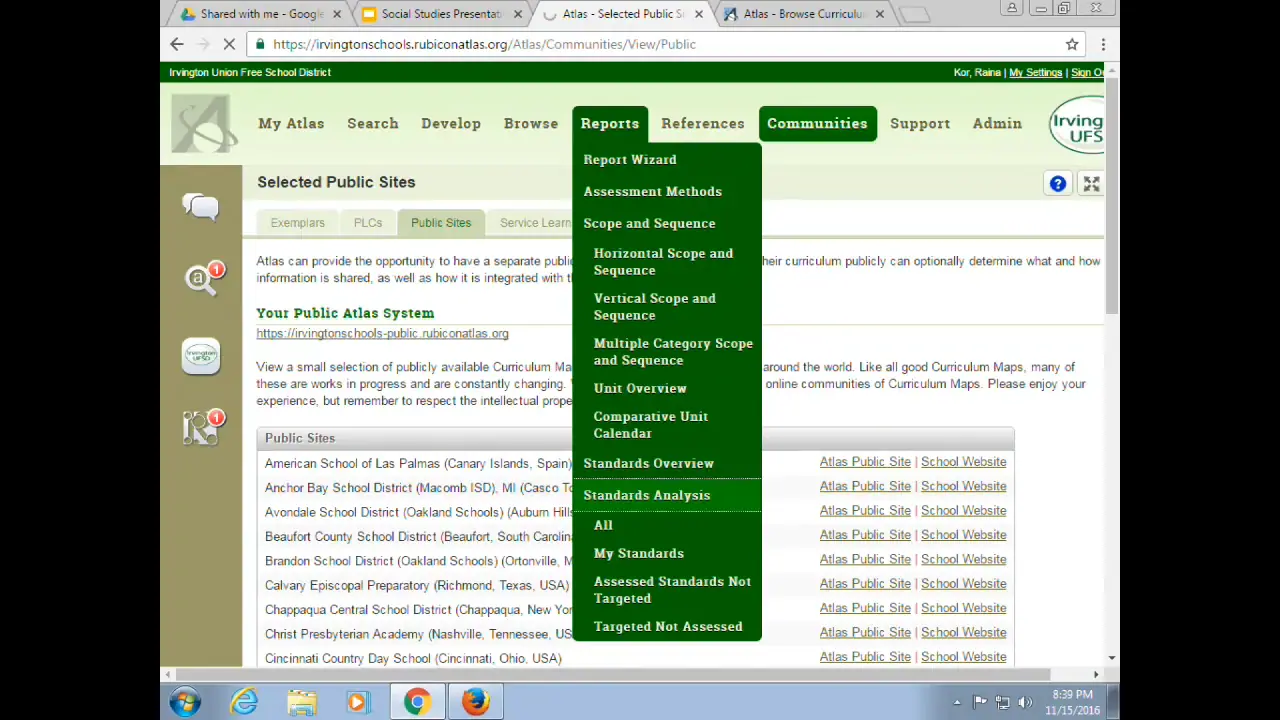 Shared with me - Google
Social Studies Presentat
Atlas - Selected Public S
Atlas - Browse Curriculu
https://irvingtonschools.rubiconatlas.org/Atlas/Communities/View/Public
Irvington Union Free School District
Kor, Raina | My Settings | Sign O
My Atlas
Search
Develop
Browse
Reports
References
Communities
Support
Admin
Irving
UFS
Report Wizard
Assessment Methods
Scope and Sequence
Horizontal Scope and
Sequence
Vertical Scope and
Sequence
Multiple Category Scope
and Sequence
Unit Overview
Comparative Unit
Calendar
Standards Overview
Standards Analysis
All
My Standards
Assessed Standards Not
Targeted
Targeted Not Assessed
Selected Public Sites
?
Exemplars
PLCs
Public Sites
Service Learn
Atlas can provide the opportunity to have a separate publi heir curriculum publicly can optionally determine what and how
information is shared, as well as how it is integrated with t
Your Public Atlas System
https://irvingtonschools-public.rubiconatlas.org
View a small selection of publicly available Curriculum Ma around the world. Like all good Curriculum Maps, many of
these are works in progress and are constantly changing. online communities of Curriculum Maps. Please enjoy your
experience, but remember to respect the intellectual prope
Public Sites
American School of Las Palmas (Canary Islands, Spain) Atlas Public Site | School Website
Anchor Bay School District (Macomb ISD), MI (Casco To Atlas Public Site | School Website
Avondale School District (Oakland Schools) (Auburn Hills Atlas Public Site | School Website
Beaufort County School District (Beaufort, South Carolina Atlas Public Site | School Website
Brandon School District (Oakland Schools) (Ortonville, M Atlas Public Site | School Website
Calvary Episcopal Preparatory (Richmond, Texas, USA) Atlas Public Site | School Website
Chappaqua Central School District (Chappaqua, New Yor Atlas Public Site | School Website
Christ Presbyterian Academy (Nashville, Tennessee, US Atlas Public Site | School Website
Cincinnati Country Day School (Cincinnati, Ohio, USA) Atlas Public Site | School Website
1
Irvington
UFSD
1
8:39 PM
11/15/2016